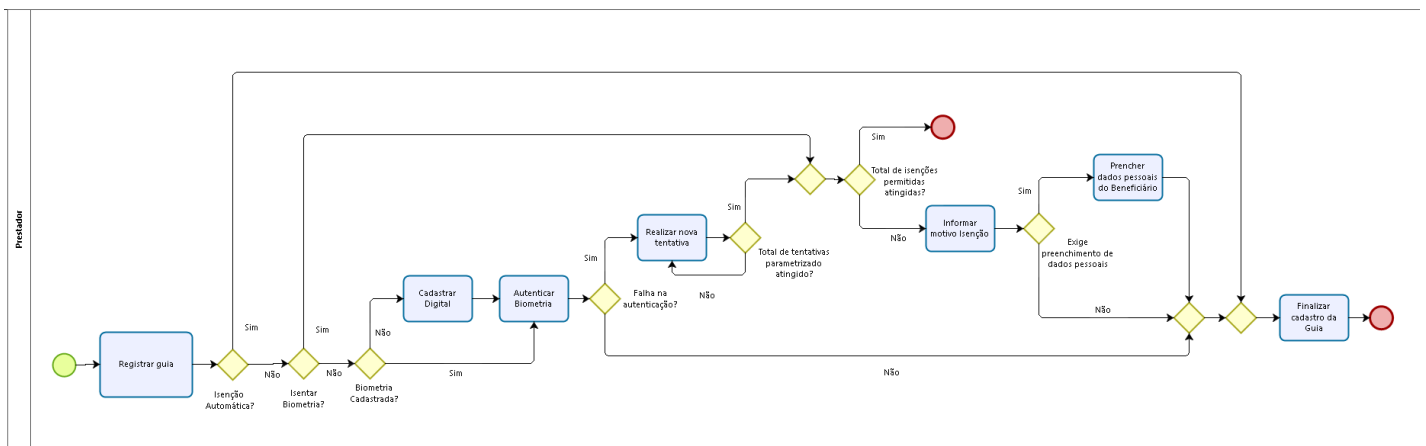 Prestador
Registrar guia
Isenção
Automática?
Sim
Não
Isentar
Biometria?
Sim
Não
Biometria
Cadastrada?
Não
Sim
Cadastrar
Digital
Autenticar
Biometria
Falha na
autenticação?
Sim
Não
Realizar nova
tentativa
Total de tentativas
parametrizado
atingido?
Sim
Não
Total de isenções
permitidas
atingidas?
Sim
Não
Informar
motivo Isenção
Exige
preenchimento de
dados pessoais
Sim
Não
Prencher
dados pessoais
do Beneficiário
Finalizar
cadastro da
Guia